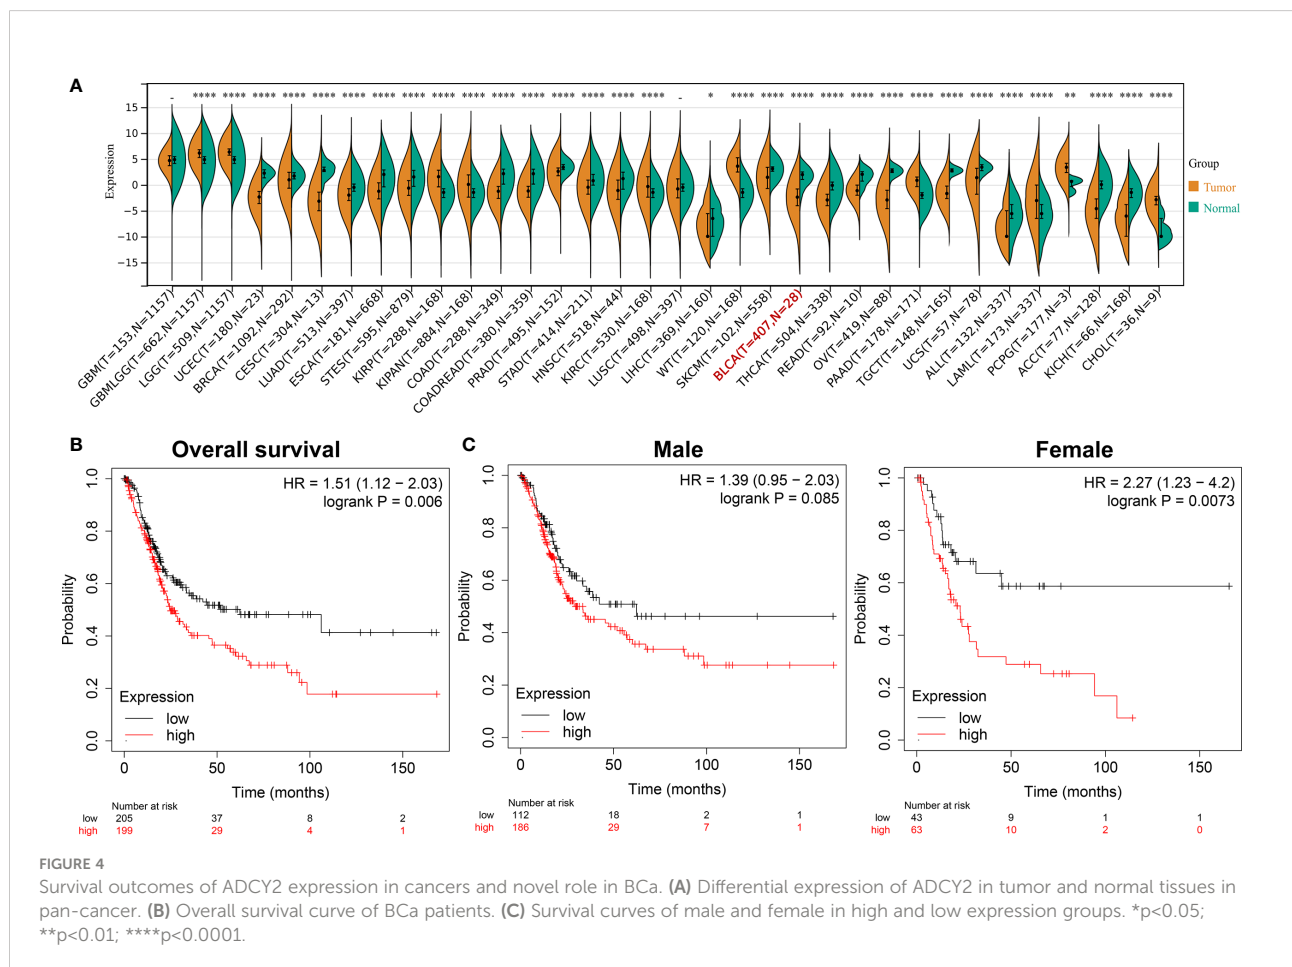 A
- **** **** **** **** **** **** **** **** **** **** **** **** **** **** **** **** - * **** **** **** **** **** **** **** **** **** **** **** ** **** **** ****
15
10
5
0
−5
−10
−15
Expression
Group
Tumor
Normal
GBM(T=153,N=1157)
GBMLGG(T=662,N=1157)
LGG(T=509,N=1157)
UCEC(T=180,N=23)
BRCA(T=1092,N=292)
CESC(T=304,N=13)
LUAD(T=513,N=397)
ESCA(T=181,N=668)
STES(T=595,N=879)
KIRP(T=288,N=168)
KIPAN(T=884,N=168)
COAD(T=288,N=349)
COADREAD(T=380,N=359)
PRAD(T=495,N=152)
STAD(T=414,N=211)
HNSC(T=518,N=44)
KIRC(T=530,N=168)
LUSC(T=498,N=397)
LIHC(T=369,N=160)
WT(T=120,N=168)
SKCM(T=102,N=558)
BLCA(T=407,N=28)
THCA(T=504,N=338)
READ(T=92,N=10)
OV(T=419,N=88)
PAAD(T=178,N=171)
TGCT(T=148,N=165)
UCS(T=57,N=78)
ALL(T=132,N=337)
LAML(T=173,N=337)
PCPG(T=177,N=3)
ACC(T=77,N=128)
KICH(T=66,N=168)
CHOL(T=36,N=9)
B
Overall survival
HR = 1.51 (1.12 − 2.03)
logrank P = 0.006
Probability
1.0
0.8
0.6
0.4
0.2
0.0
Expression
low
high
0 50 100 150
Time (months)
Number at risk
low 205 37 8 2
high 199 29 4 1
C
Male
HR = 1.39 (0.95 − 2.03)
logrank P = 0.085
Probability
1.0
0.8
0.6
0.4
0.2
0.0
Expression
low
high
0 50 100 150
Time (months)
Number at risk
low 112 18 2 1
high 186 29 7 1
Female
HR = 2.27 (1.23 − 4.2)
logrank P = 0.0073
Probability
1.0
0.8
0.6
0.4
0.2
0.0
Expression
low
high
0 50 100 150
Time (months)
Number at risk
low 43 9 1 1
high 63 10 2 0
FIGURE 4
Survival outcomes of ADCY2 expression in cancers and novel role in BCa. (A) Differential expression of ADCY2 in tumor and normal tissues in
pan-cancer. (B) Overall survival curve of BCa patients. (C) Survival curves of male and female in high and low expression groups. *p<0.05;
**p<0.01; ****p<0.0001.